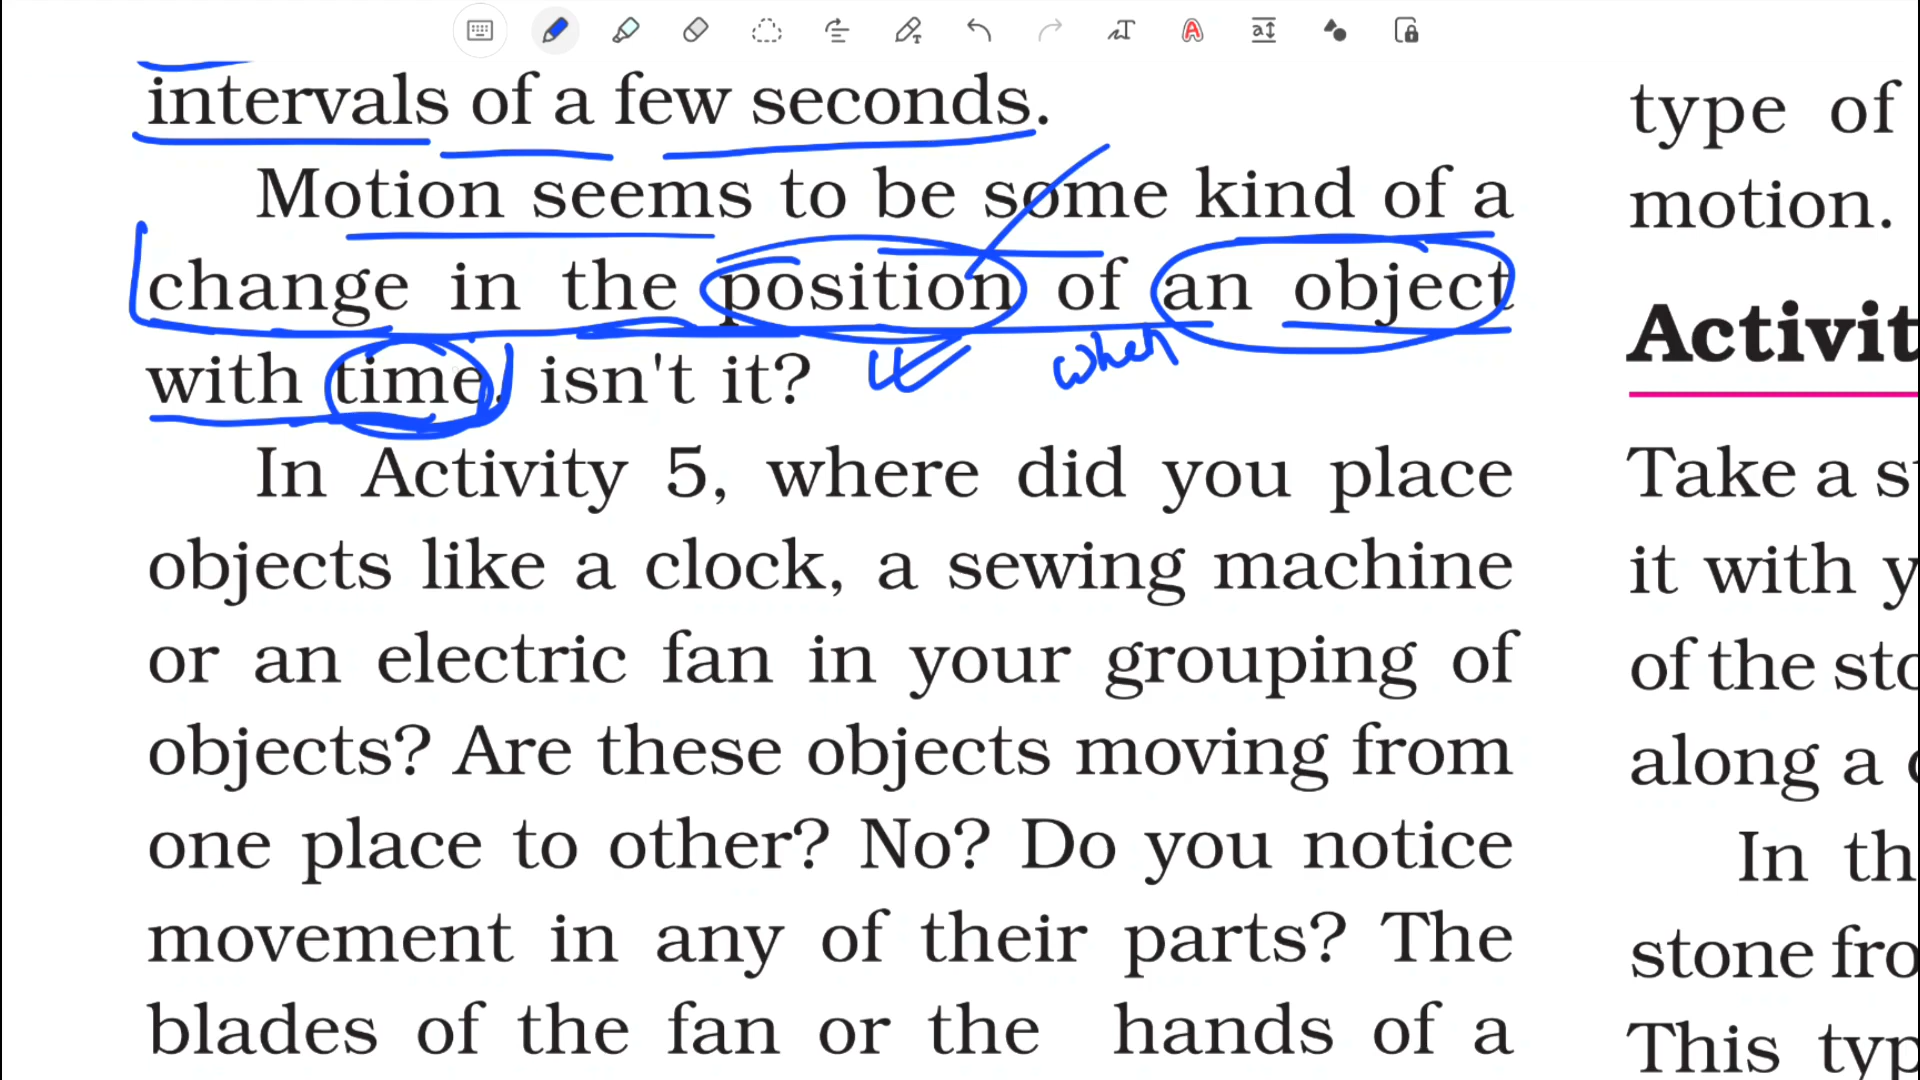 intervals of a few seconds.
Motion seems to be some kind of a
change in the position of an object
when
with time, isn't it?
In Activity 5, where did you place
objects like a clock, a sewing machine
or an electric fan in your grouping of
objects? Are these objects moving from
one place to other? No? Do you notice
movement in any of their parts? The
blades of the fan or the hands of a
type of
motion.
Activit
Take a s
it with y
of the sto
along a
In th
stone fro
This typ